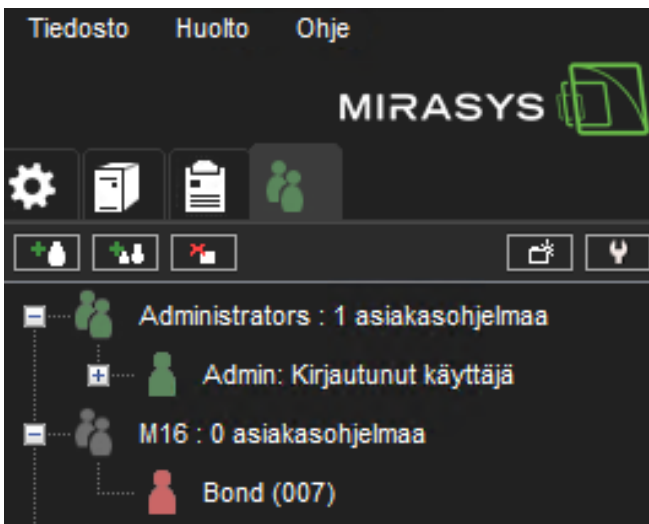 Tiedosto Huolto Ohje
MIRASYS
Administrators : 1 asiakasohjelmaa
Admin: Kirjautunut käyttäjä
M16 : 0 asiakasohjelmaa
Bond (007)